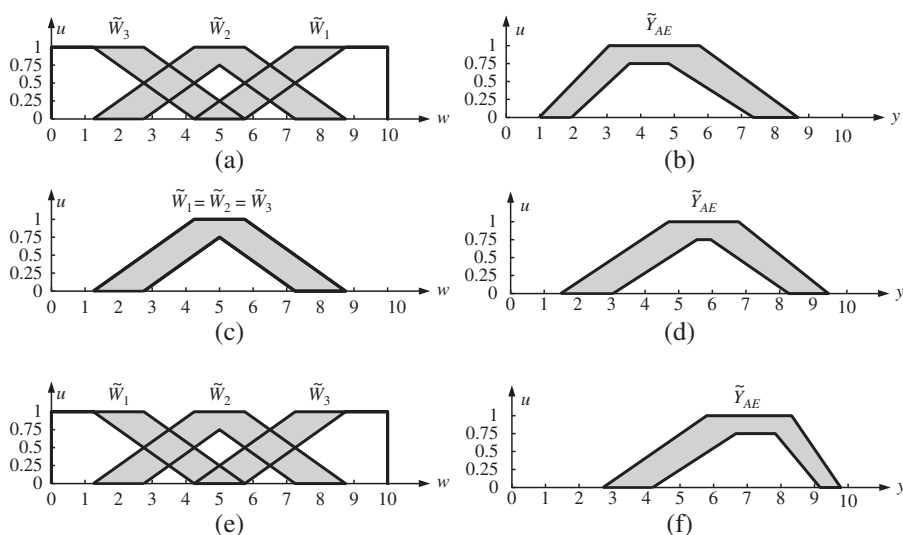 u
W̃₃ W̃₂ W̃₁
1
0.75
0.5
0.25
0
0 1 2 3 4 5 6 7 8 9 10 w
(a)
u
Ỹ_AE
1
0.75
0.5
0.25
0
0 1 2 3 4 5 6 7 8 9 10 y
(b)
u
W̃₁ = W̃₂ = W̃₃
1
0.75
0.5
0.25
0
0 1 2 3 4 5 6 7 8 9 10 w
(c)
u
Ỹ_AE
1
0.75
0.5
0.25
0
0 1 2 3 4 5 6 7 8 9 10 y
(d)
u
W̃₁ W̃₂ W̃₃
1
0.75
0.5
0.25
0
0 1 2 3 4 5 6 7 8 9 10 w
(e)
u
Ỹ_AE
1
0.75
0.5
0.25
0
0 1 2 3 4 5 6 7 8 9 10 y
(f)